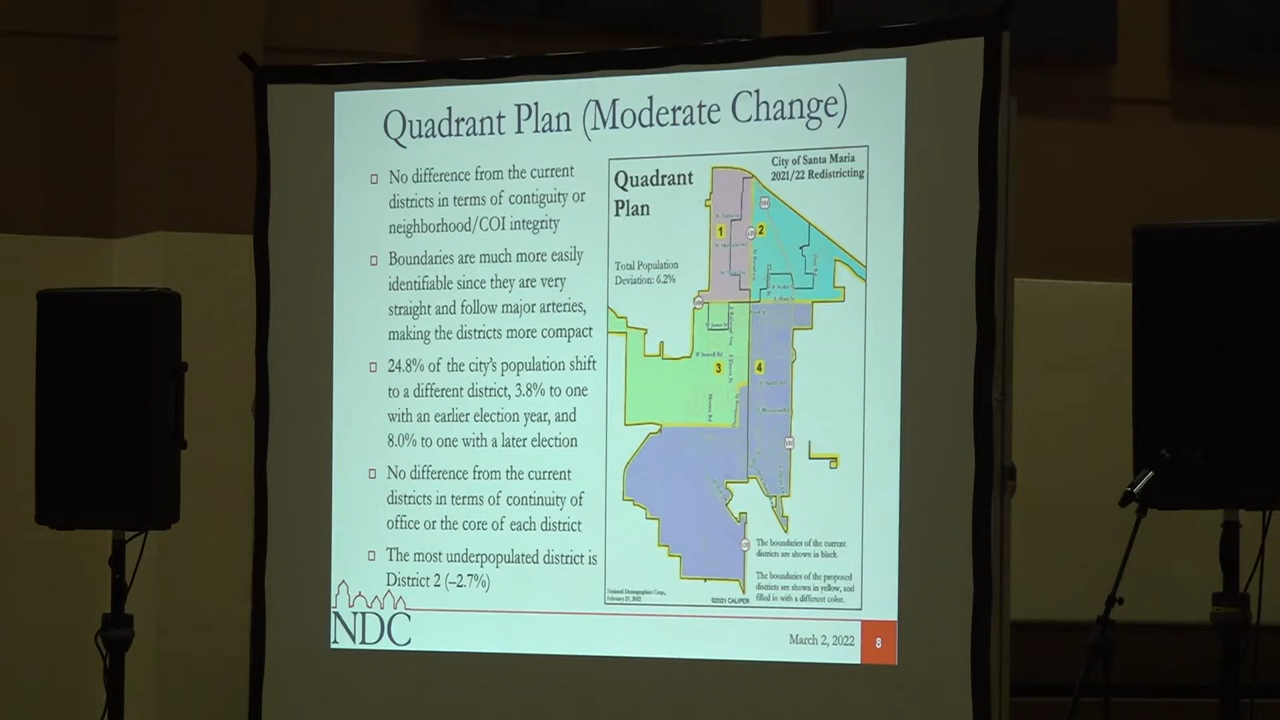 Quadrant Plan (Moderate Change)
No difference from the current
districts in terms of contiguity or
neighborhood/COI integrity
Boundaries are much more easily
identifiable since they are very
straight and follow major arteries,
making the districts more compact
24.8% of the city's population shift
to a different district, 3.8% to one
with an earlier election year, and
8.0% to one with a later election
No difference from the current
districts in terms of continuity of
office or the core of each district
The most underpopulated district is
District 2 (–2.7%)
City of Santa Maria
2021/22 Redistricting
Quadrant
Plan
Total Population
Deviation: 6.2%
1
2
3
4
The boundaries of the current
districts are shown in black.
The boundaries of the proposed
districts are shown in yellow, and
filled in with a different color.
National Demographics Corp.,
©2021 CALIPER
NDC
March 2, 2022
8